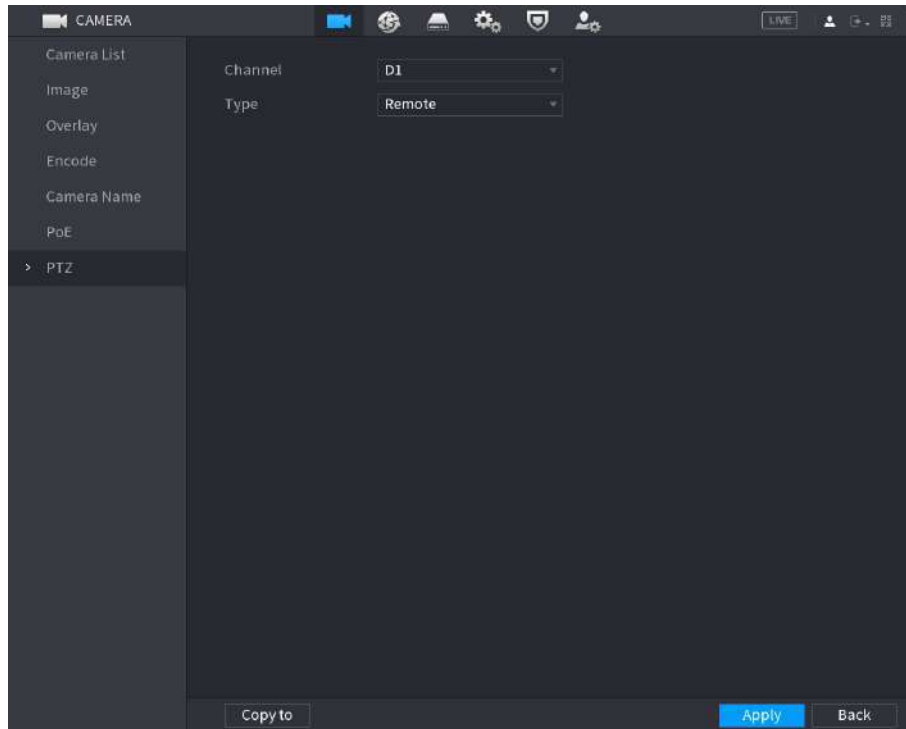 CAMERA
LIVE
Camera List
Image
Overlay
Encode
Camera Name
PoE
> PTZ
Channel D1
Type Remote
Copy to
Apply
Back